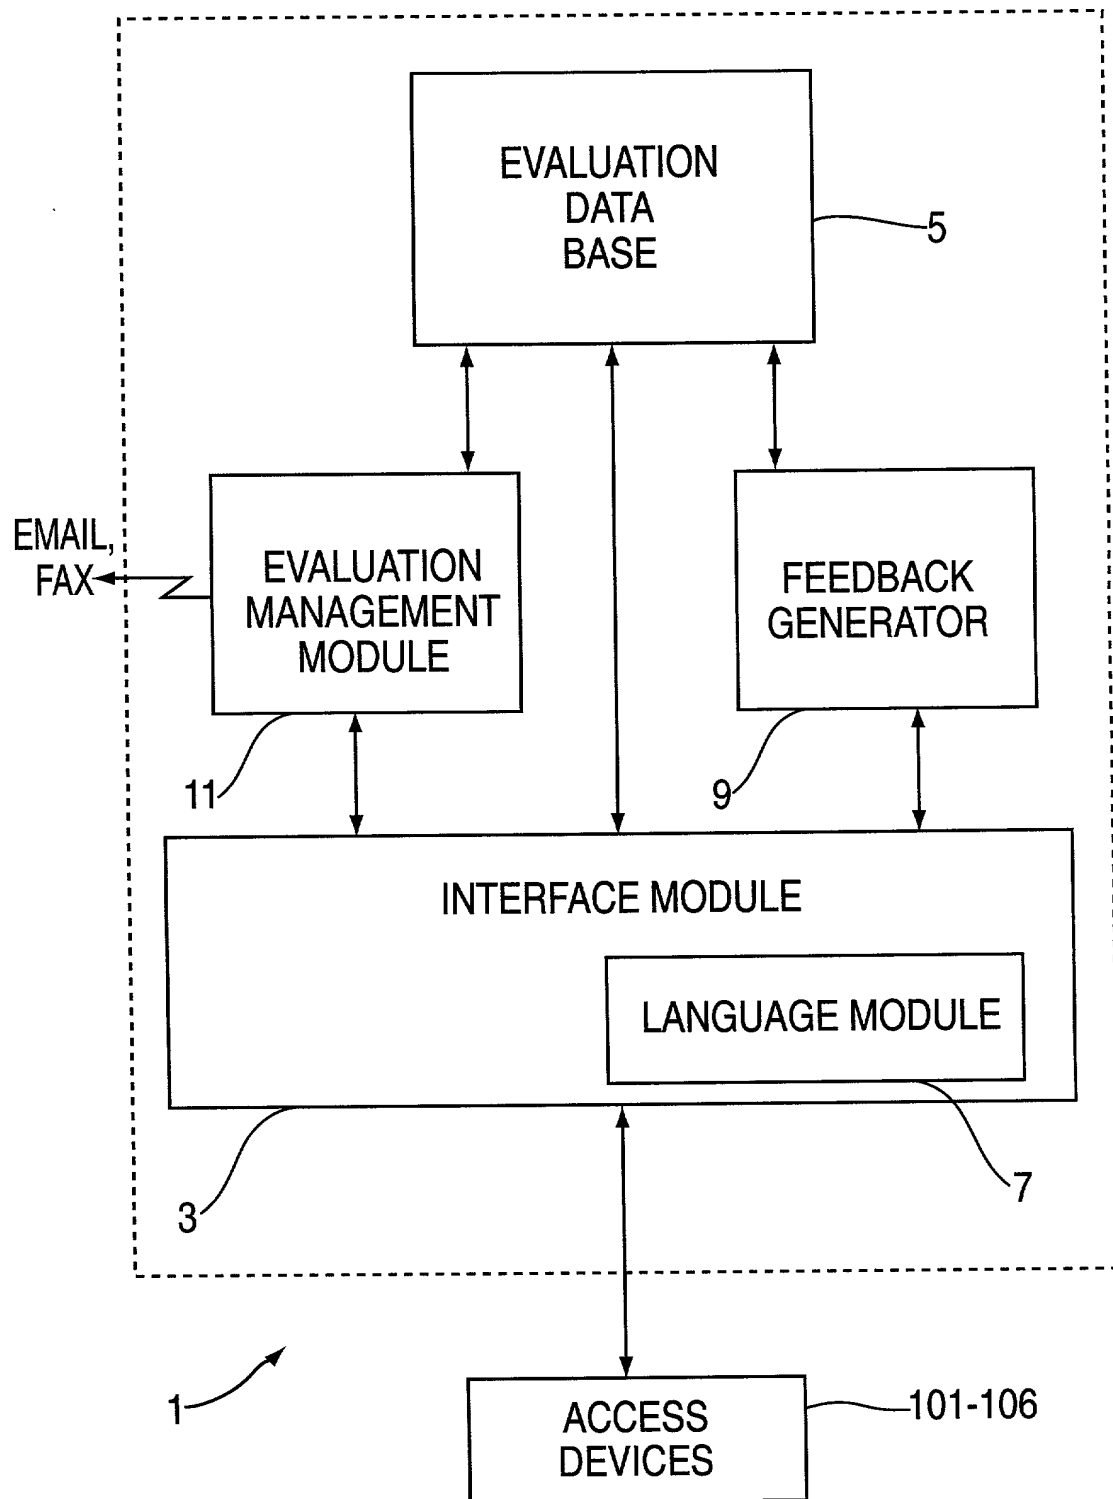 EVALUATION
DATA
BASE
5
EMAIL,
FAX
EVALUATION
MANAGEMENT
MODULE
FEEDBACK
GENERATOR
11
9
INTERFACE MODULE
LANGUAGE MODULE
3
7
1
ACCESS
DEVICES
101-106